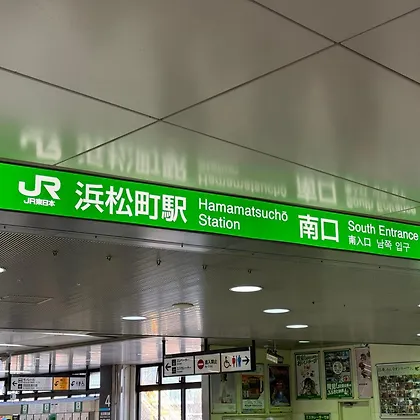 JR
JR東日本
浜松町駅
Hamamatsuchō
Station
南口
South Entrance
南入口 남쪽 입구
4